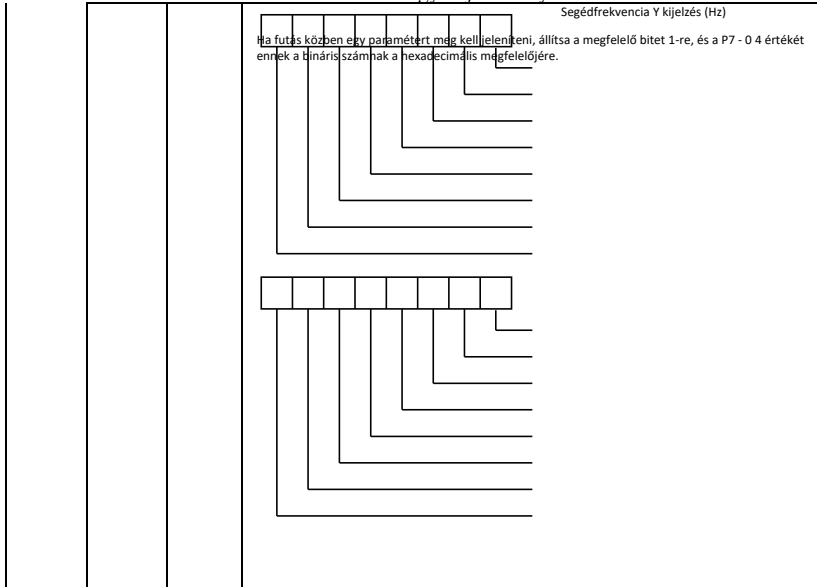 Segédfrekvencia Y kijelzés (Hz)
Ha futás közben egy paramétert meg kell jeleníteni, állítsa a megfelelő bitet 1-re, és a P7 - 0 4 értékét
ennek a bináris számnak a hexadecimális megfelelőjére.